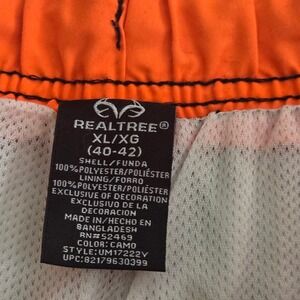 REALTREE®
XL/XG
(40-42)
SHELL/FUNDA
100%POLYESTER/POLIÉSTER
LINING/FORRO
100%POLYESTER/POLIÉSTER
EXCLUSIVE OF DECORATION
EXCLUSIVO DE LA
DECORACIÓN
MADE IN/HECHO EN
BANGLADESH
RN#52469
COLOR: CAMO
STYLE: UM17222Y
UPC: 82179630399